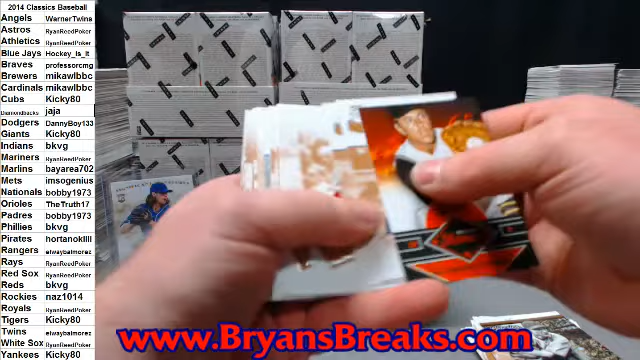 2014 Classics Baseball
Angels WarnerTwins
Astros RyanReedPoker
Athletics RyanReedPoker
Blue Jays Hockey_Is_It
Braves professorcmg
Brewers mikawlbbc
Cardinals mikawlbbc
Cubs Kicky80
Diamondbacks jaja
Dodgers DannyBoy133
Giants Kicky80
Indians bkvg
Mariners RyanReedPoker
Marlins bayarea702
Mets imsogenius
Nationals bobby1973
Orioles TheTruth17
Padres bobby1973
Phillies bkvg
Pirates hortanokilli
Rangers elwaybalmorez
Rays RyanReedPoker
Red Sox RyanReedPoker
Reds bkvg
Rockies naz1014
Royals RyanReedPoker
Tigers Kicky80
Twins elwaybalmorez
White Sox RyanReedPoker
Yankees Kicky80
www.BryansBreaks.com